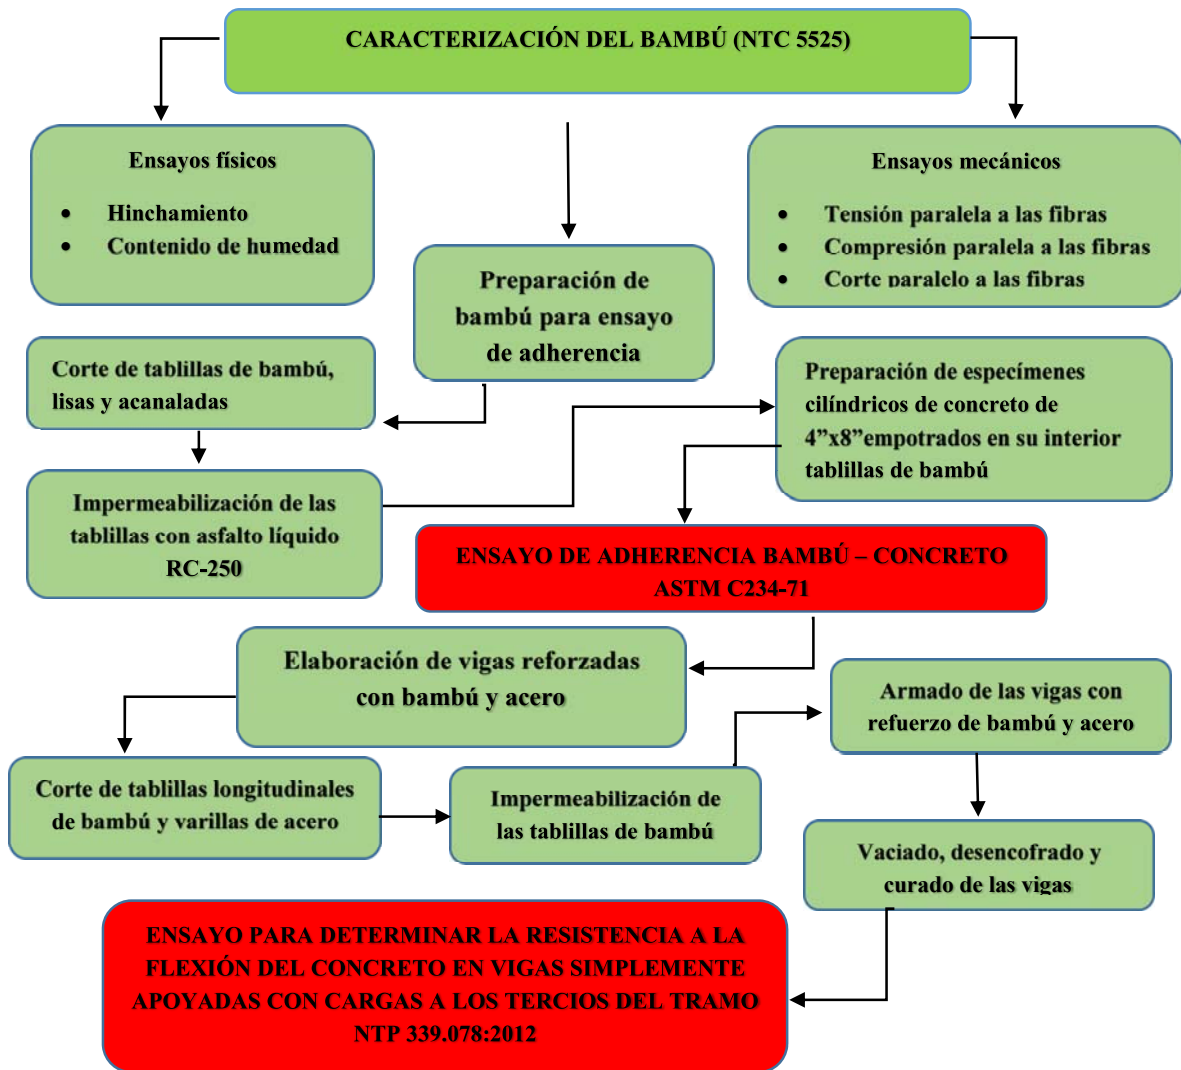 CARACTERIZACIÓN DEL BAMBÚ (NTC 5525)
Ensayos físicos
• Hinchamiento
• Contenido de humedad
Ensayos mecánicos
• Tensión paralela a las fibras
• Compresión paralela a las fibras
• Corte paralelo a las fibras
Preparación de
bambú para ensayo
de adherencia
Corte de tablillas de bambú,
lisas y acanaladas
Impermeabilización de las
tablillas con asfalto líquido
RC-250
Preparación de especímenes
cilíndricos de concreto de
4”x8”empotrados en su interior
tablillas de bambú
ENSAYO DE ADHERENCIA BAMBÚ – CONCRETO
ASTM C234-71
Elaboración de vigas reforzadas
con bambú y acero
Corte de tablillas longitudinales
de bambú y varillas de acero
Impermeabilización de
las tablillas de bambú
Armado de las vigas con
refuerzo de bambú y acero
Vaciado, desencofrado y
curado de las vigas
ENSAYO PARA DETERMINAR LA RESISTENCIA A LA
FLEXIÓN DEL CONCRETO EN VIGAS SIMPLEMENTE
APOYADAS CON CARGAS A LOS TERCIOS DEL TRAMO
NTP 339.078:2012